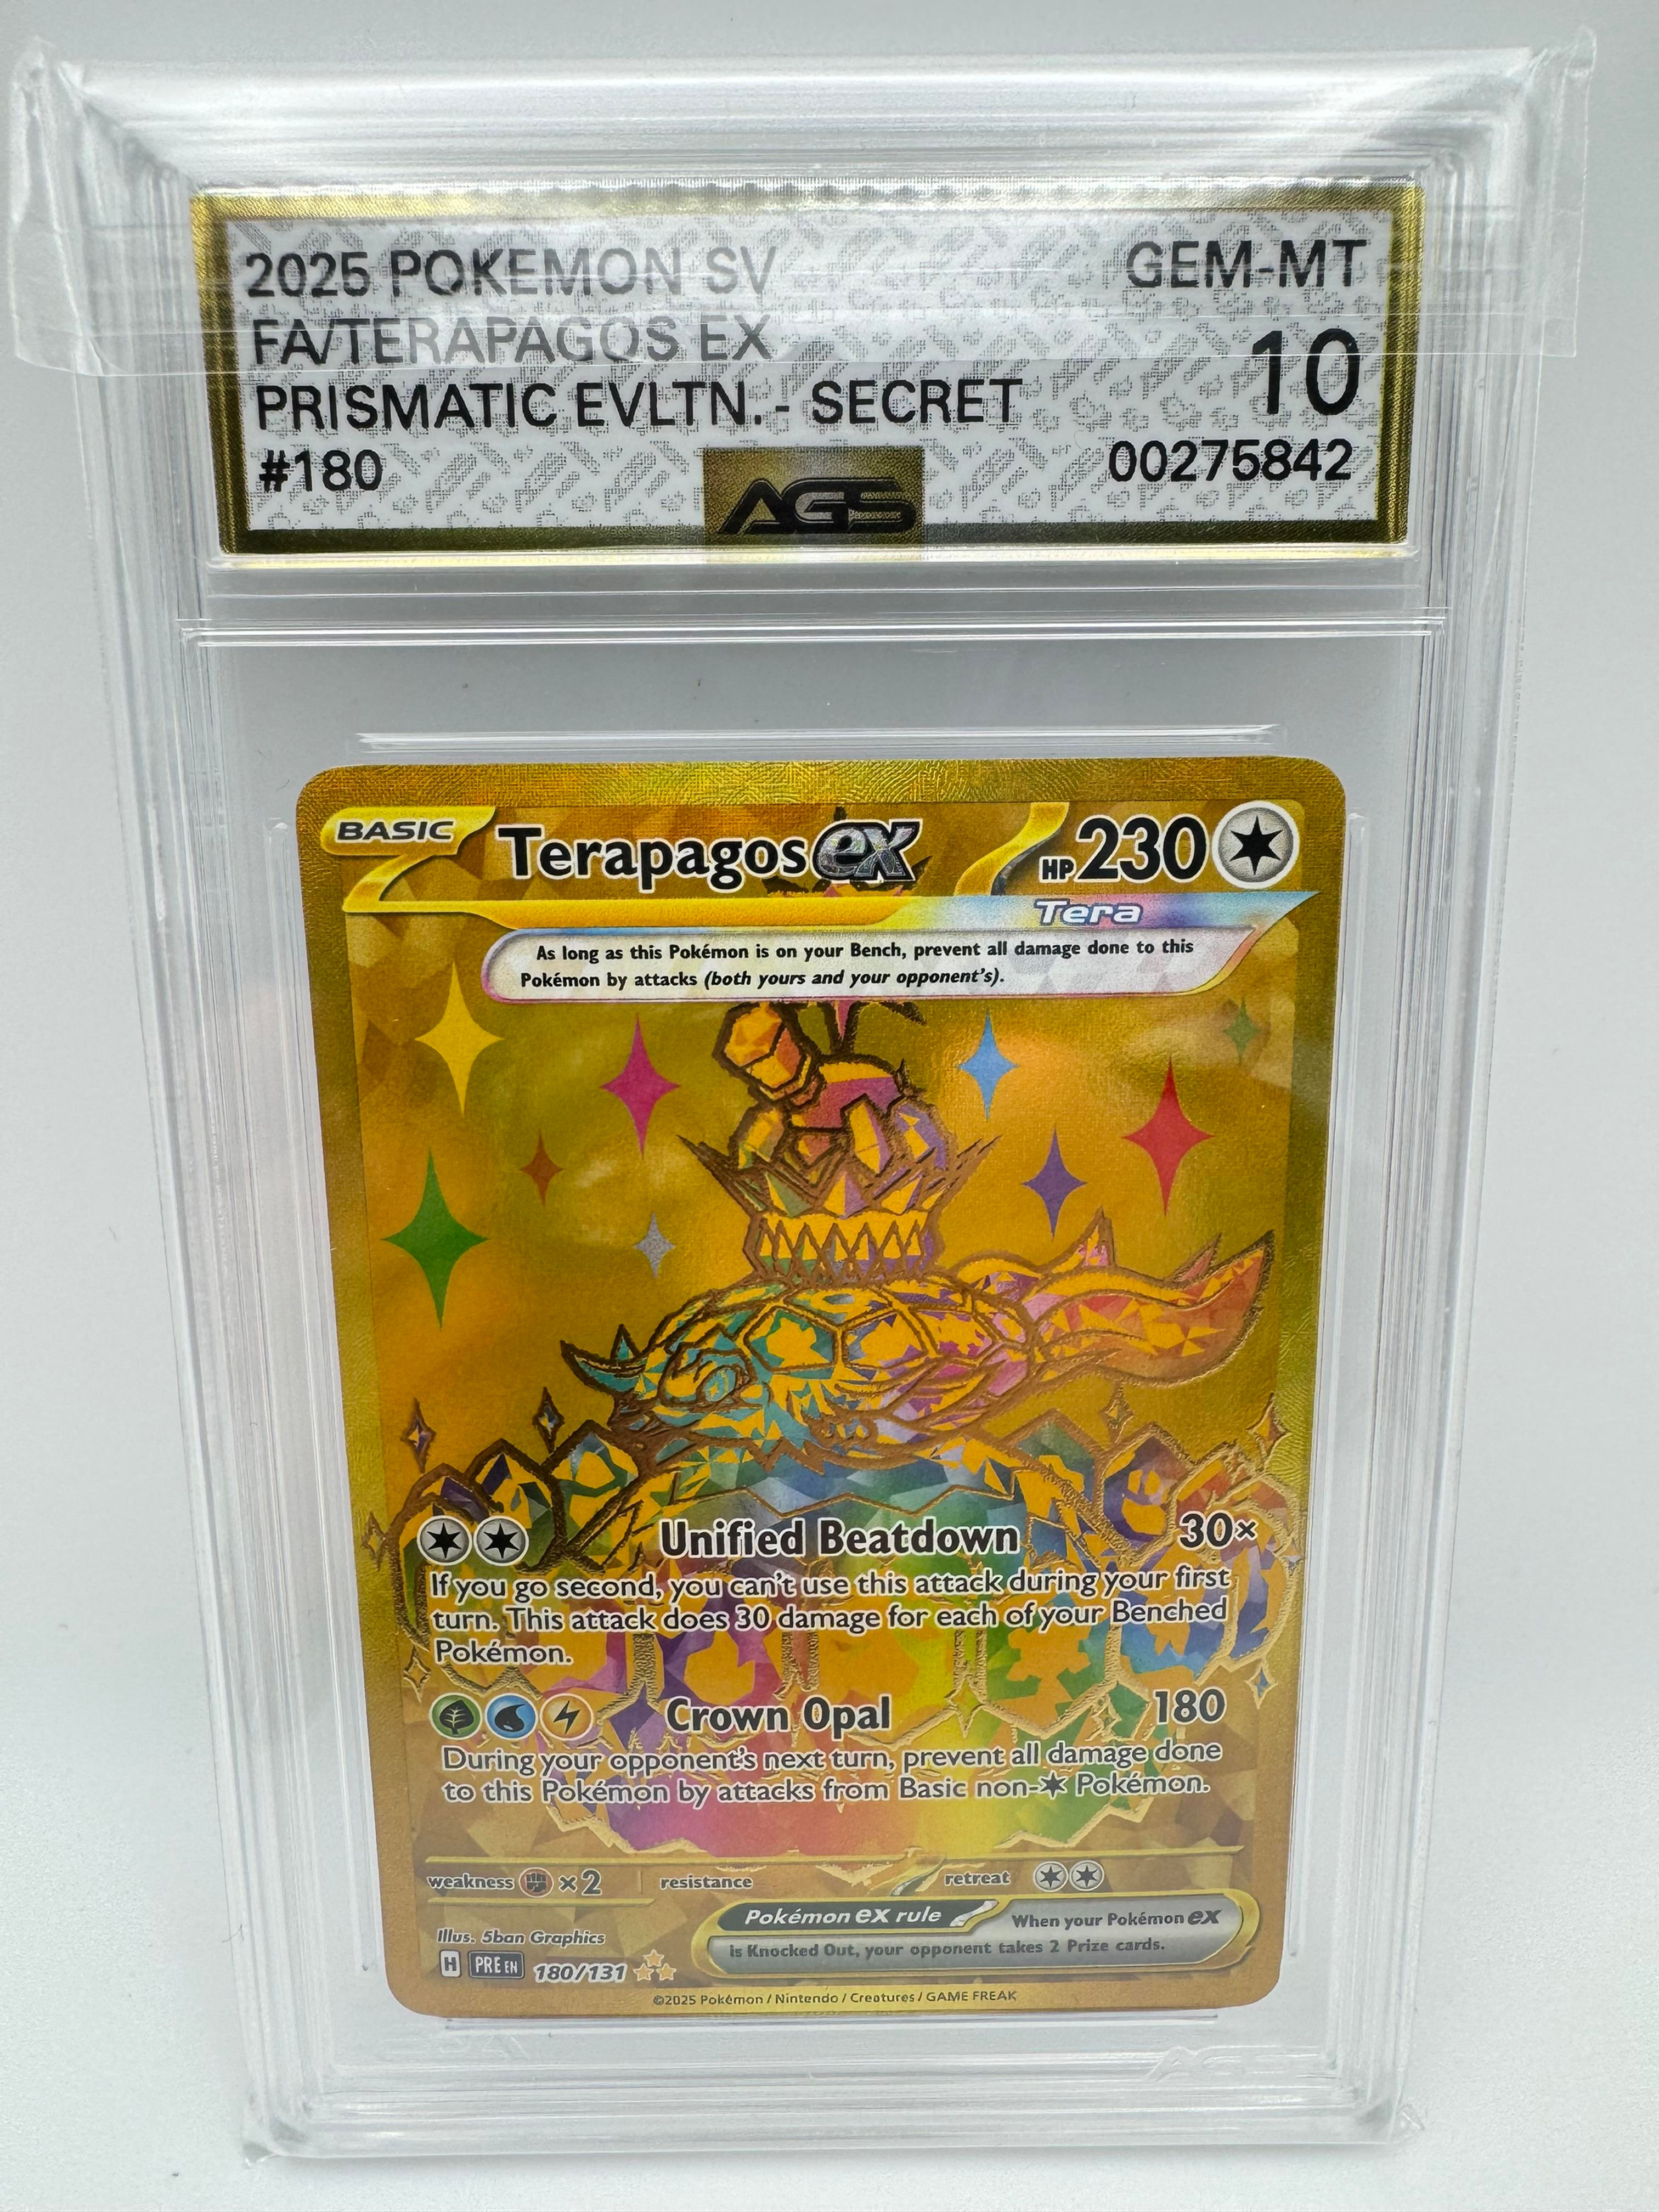 2025 POKEMON SV
GEM-MT
FA/TERAPAGOS EX
10
PRISMATIC EVLTN. - SECRET
#180
00275842
AGS
BASIC
Terapagos ex
HP 230
Tera
As long as this Pokémon is on your Bench, prevent all damage done to this
Pokémon by attacks (both yours and your opponent's).
Unified Beatdown
30×
If you go second, you can't use this attack during your first
turn. This attack does 30 damage for each of your Benched
Pokémon.
Crown Opal
180
During your opponent's next turn, prevent all damage done
to this Pokémon by attacks from Basic non-★ Pokémon.
weakness ×2
resistance
retreat
Pokémon ex rule
When your Pokémon ex
is Knocked Out, your opponent takes 2 Prize cards.
Illus. 5ban Graphics
H PRE EN 180/131
©2025 Pokémon / Nintendo / Creatures / GAME FREAK
AGS